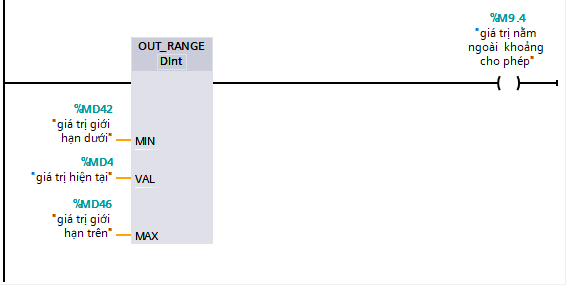 %M9.4
"giá trị nằm
ngoài khoảng
cho phép"
OUT_RANGE
DInt
%MD42
"giá trị giới
hạn dưới"
MIN
%MD4
"giá trị hiện tại"
VAL
%MD46
"giá trị giới
hạn trên"
MAX